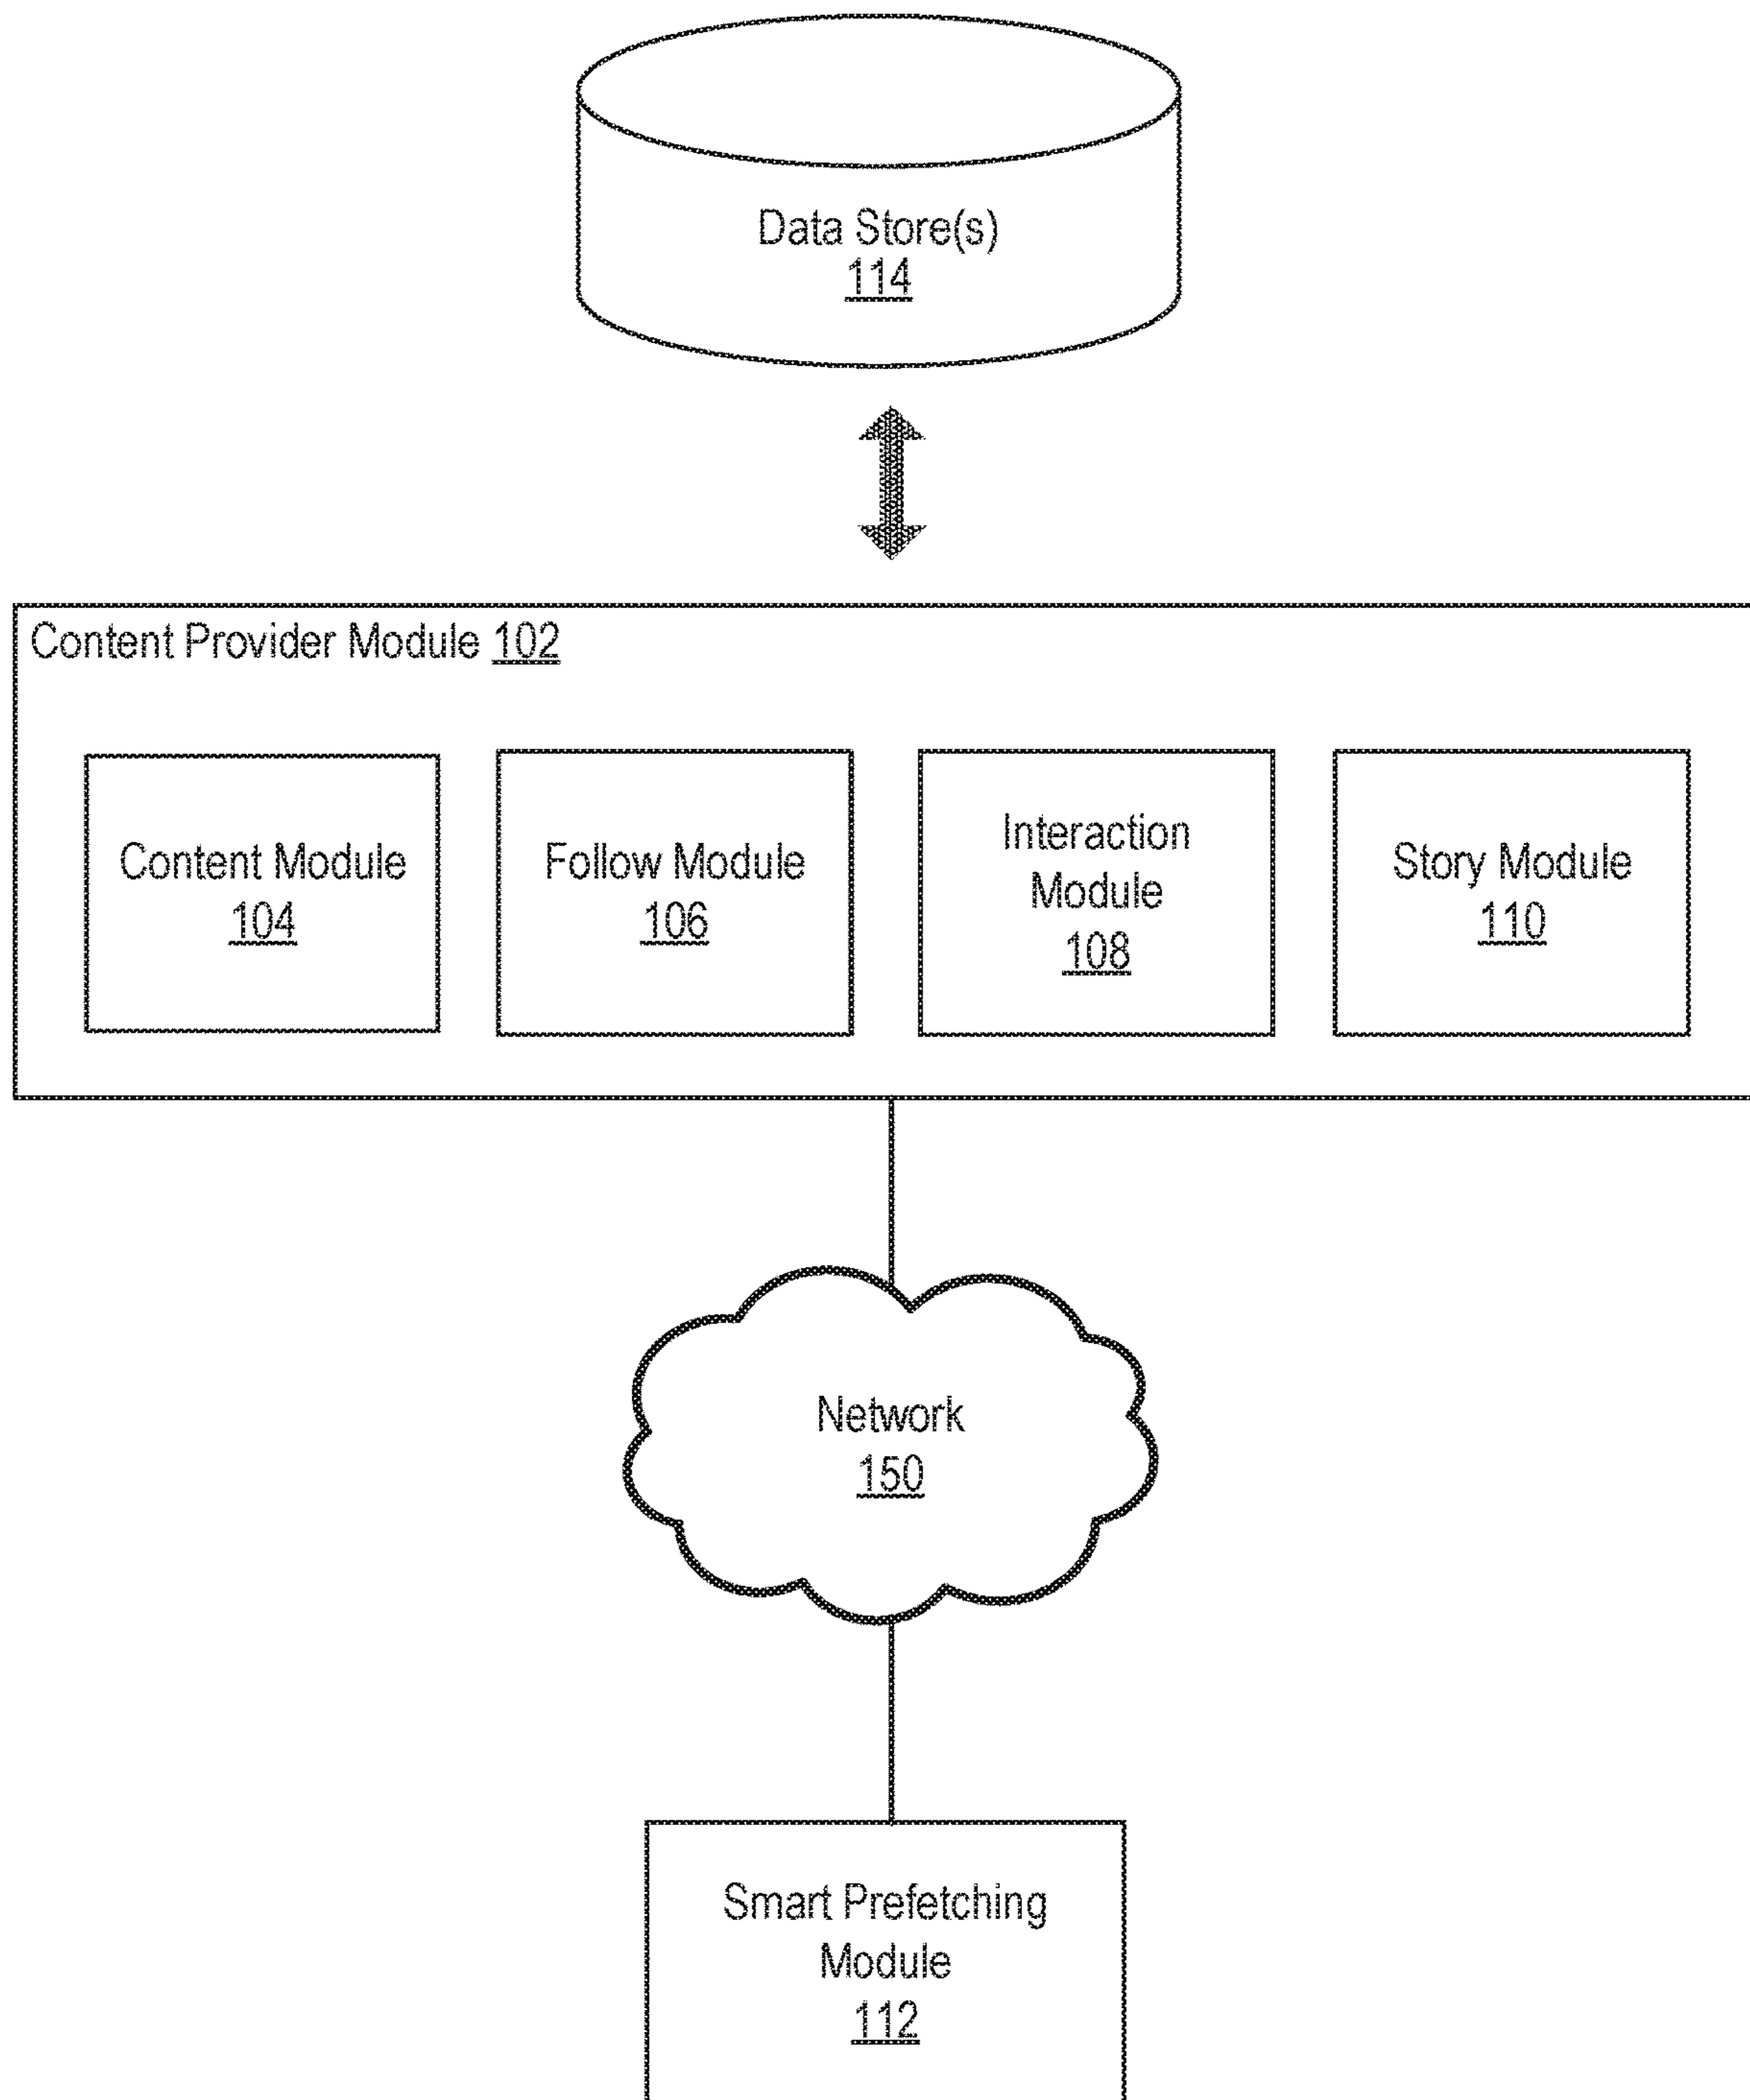 Data Store(s)
114
Content Provider Module 102
Content Module
104
Follow Module
106
Interaction
Module
108
Story Module
110
Network
150
Smart Prefetching
Module
112